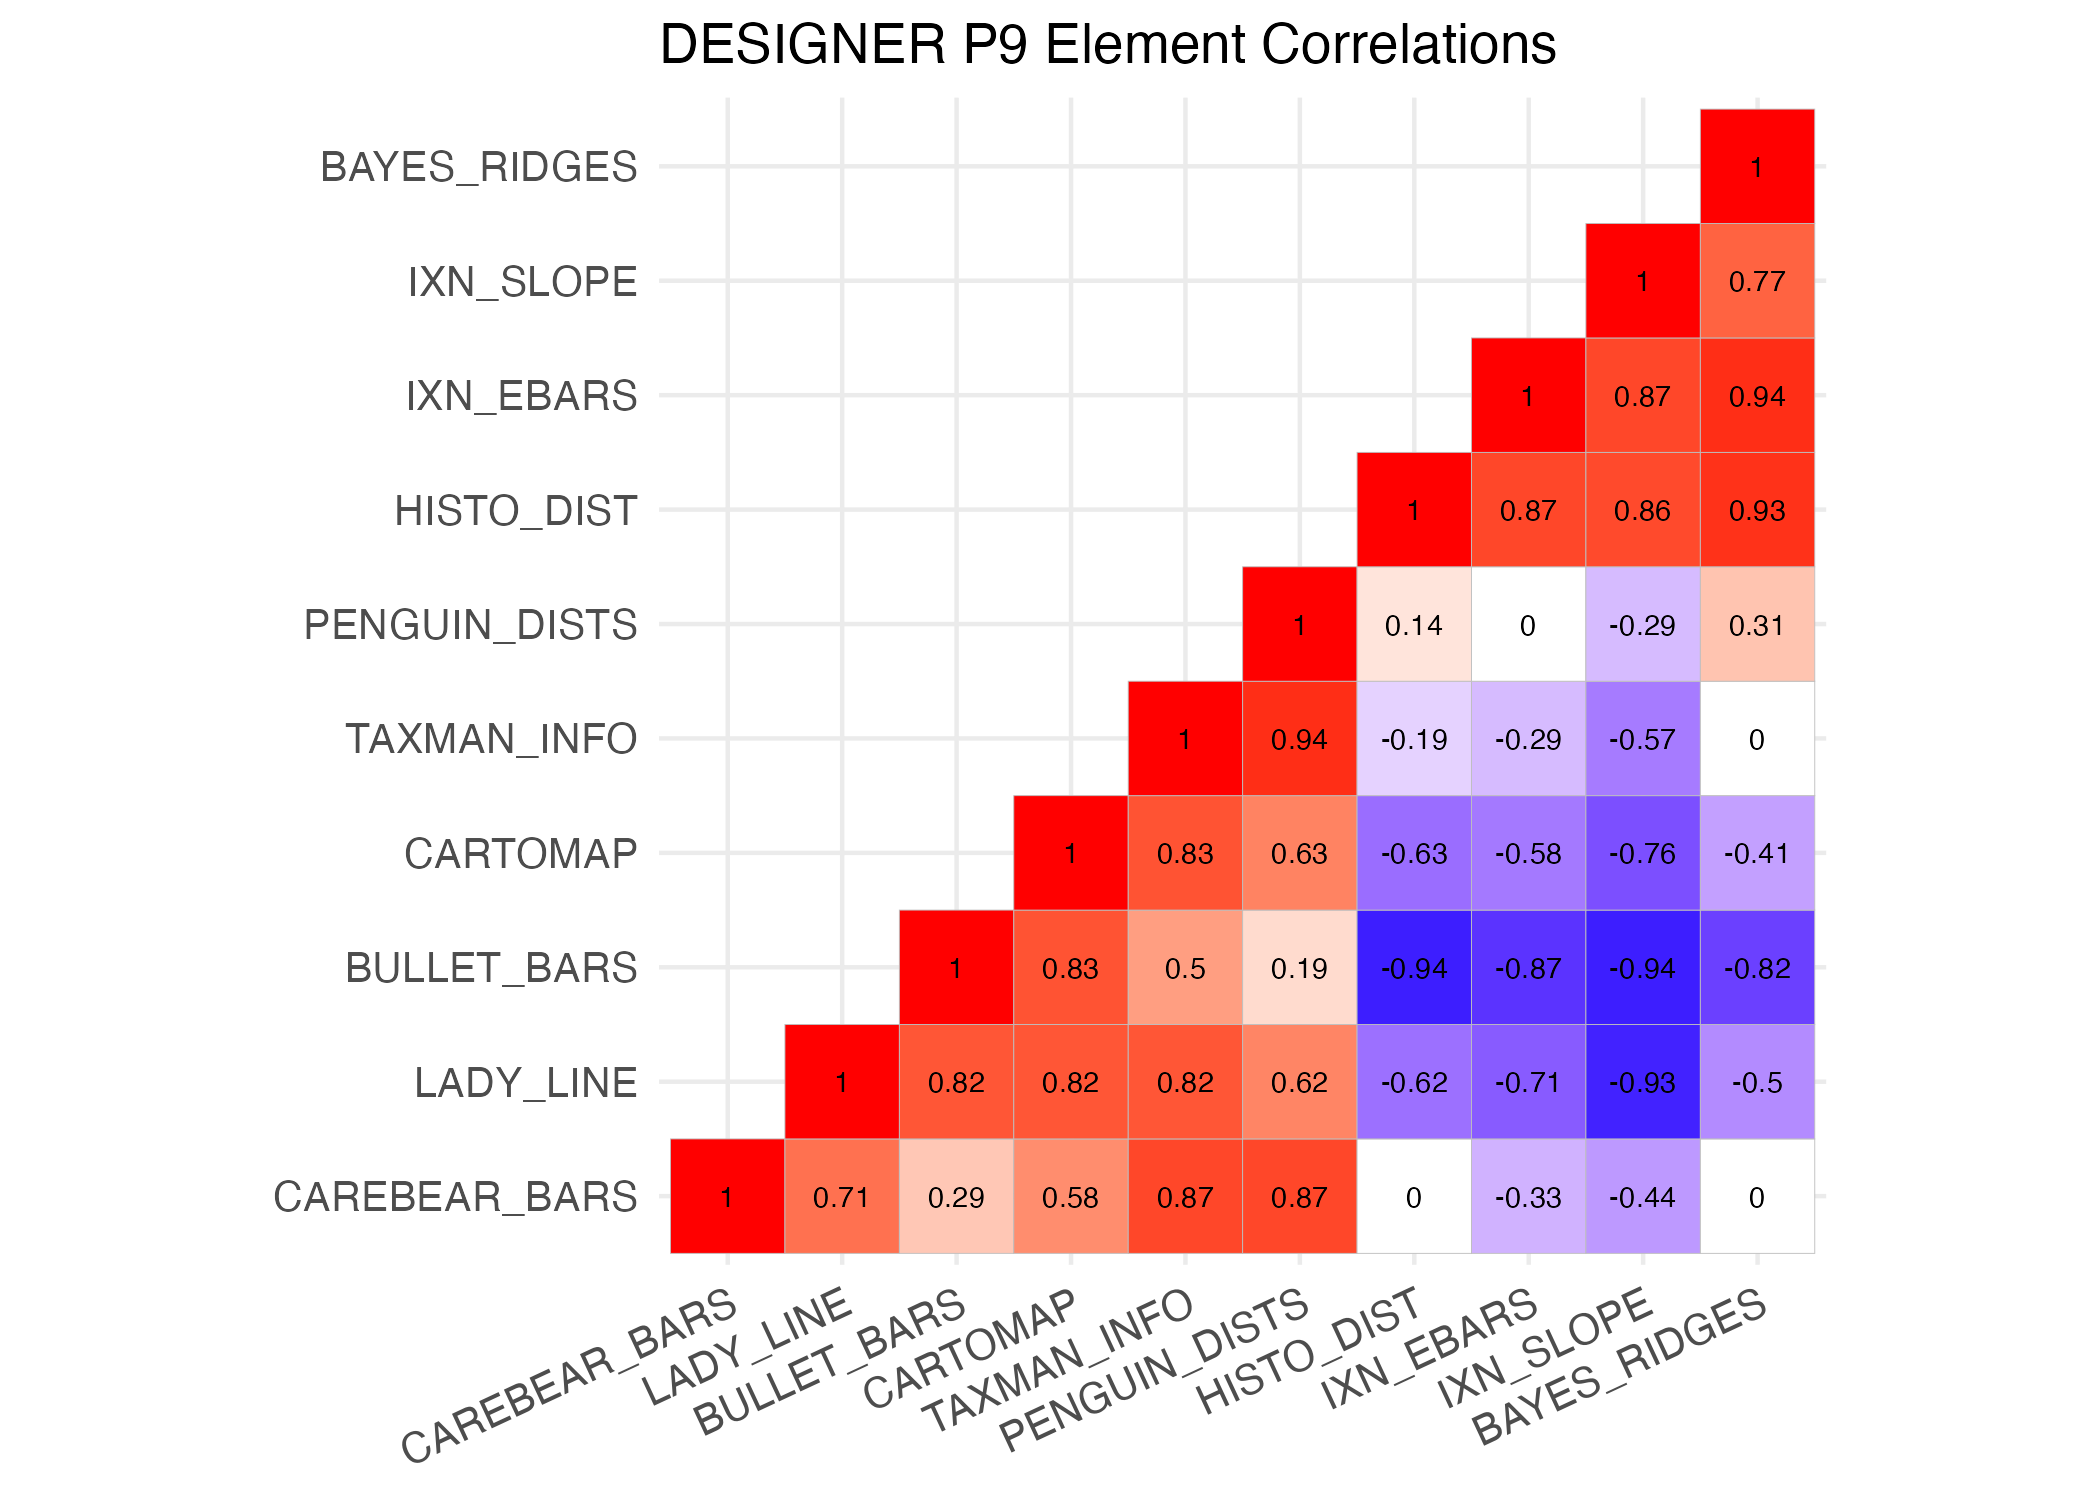 DESIGNER P9 Element Correlations
BAYES_RIDGES 1
IXN_SLOPE 1 0.77
IXN_EBARS 1 0.87 0.94
HISTO_DIST 1 0.87 0.86 0.93
PENGUIN_DISTS 1 0.14 0 -0.29 0.31
TAXMAN_INFO 1 0.94 -0.19 -0.29 -0.57 0
CARTOMAP 1 0.83 0.63 -0.63 -0.58 -0.76 -0.41
BULLET_BARS 1 0.83 0.5 0.19 -0.94 -0.87 -0.94 -0.82
LADY_LINE 1 0.82 0.82 0.82 0.62 -0.62 -0.71 -0.93 -0.5
CAREBEAR_BARS 1 0.71 0.29 0.58 0.87 0.87 0 -0.33 -0.44 0
CAREBEAR_BARS
LADY_LINE
BULLET_BARS
CARTOMAP
TAXMAN_INFO
PENGUIN_DISTS
HISTO_DIST
IXN_EBARS
IXN_SLOPE
BAYES_RIDGES